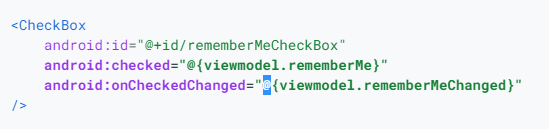 <CheckBox
android:id="@+id/rememberMeCheckBox"
android:checked="@{viewmodel.rememberMe}"
android:onCheckedChanged="@{viewmodel.rememberMeChanged}"
/>